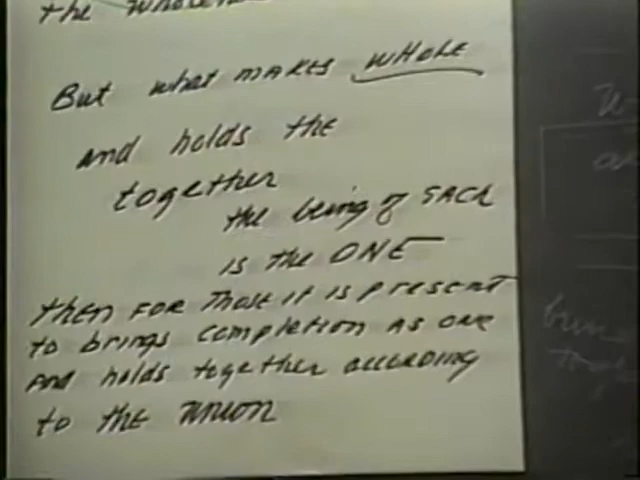 the
But what makes WHOLE
and holds the
together
the being of EACH
is the ONE
then FOR those it is present
to brings completion as one
and holds together according
to the union